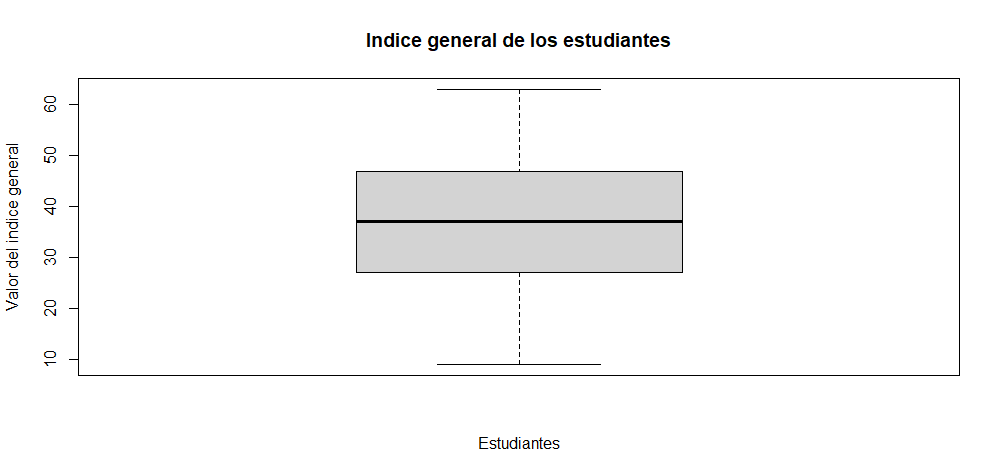 Indice general de los estudiantes
Valor del indice general
60
50
40
30
20
10
Estudiantes